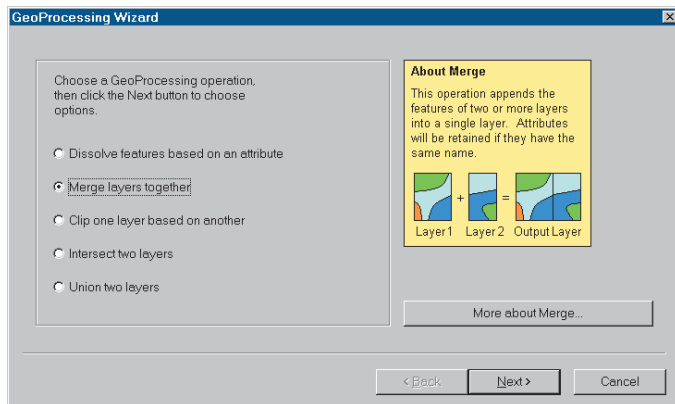 GeoProcessing Wizard
Choose a GeoProcessing operation,
then click the Next button to choose
options.
Dissolve features based on an attribute
Merge layers together
Clip one layer based on another
Intersect two layers
Union two layers
About Merge
This operation appends the
features of two or more layers
into a single layer.  Attributes
will be retained if they have the
same name.
+ =
Layer 1 Layer 2 Output Layer
More about Merge...
< Back Next > Cancel